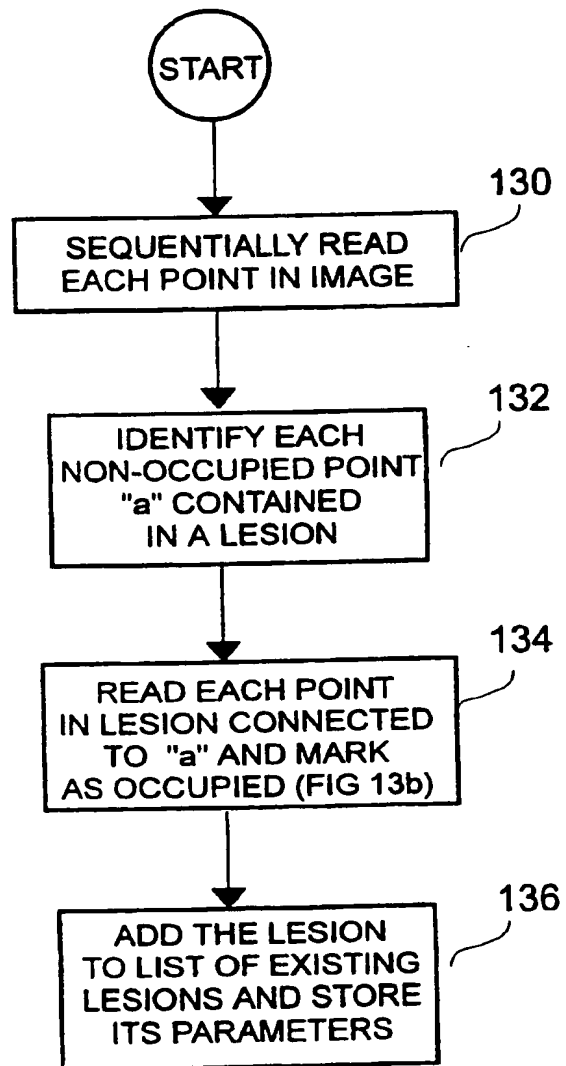 START
130
SEQUENTIALLY READ
EACH POINT IN IMAGE
132
IDENTIFY EACH
NON-OCCUPIED POINT
"a" CONTAINED
IN A LESION
134
READ EACH POINT
IN LESION CONNECTED
TO "a" AND MARK
AS OCCUPIED (FIG 13b)
136
ADD THE LESION
TO LIST OF EXISTING
LESIONS AND STORE
ITS PARAMETERS